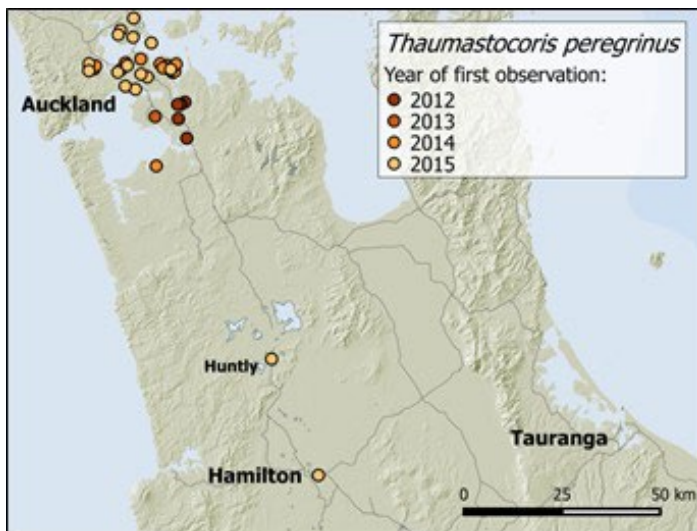 Thaumastocoris peregrinus
Year of first observation:
2012
2013
2014
2015
Auckland
Huntly
Hamilton
Tauranga
0 25 50 km